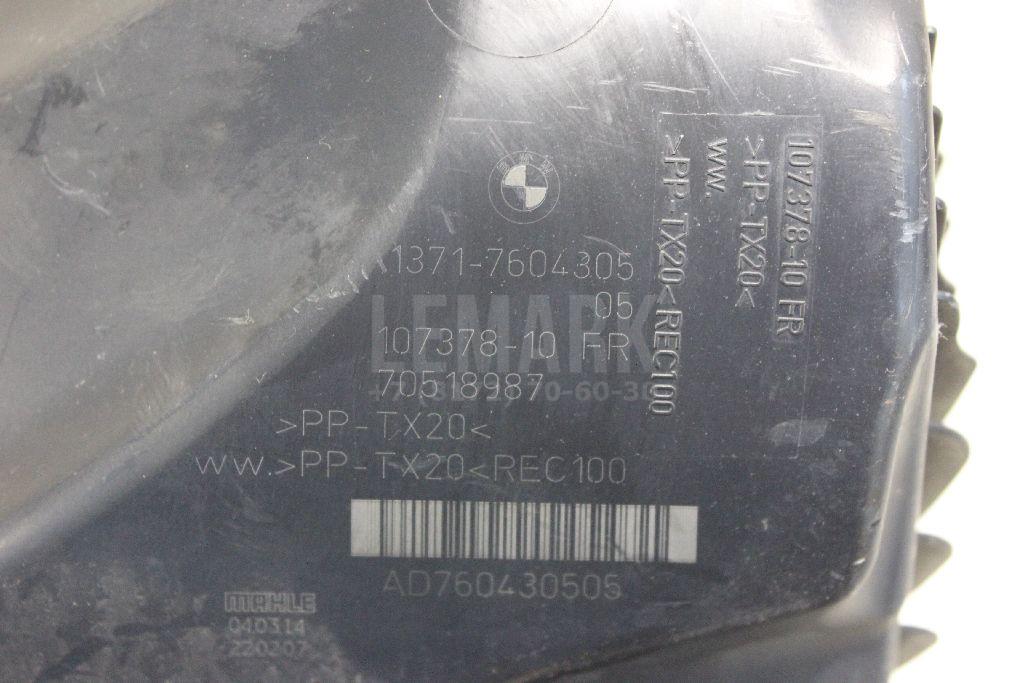 1371-7604305
05
107378-10 FR
70518987
>PP-TX20<
WW.>PP-TX20<REC100
AD760430505
MAHLE
040314
220207
107378-10 FR
>PP-TX20<
WW.
>PP-TX20<REC100
LEMARK